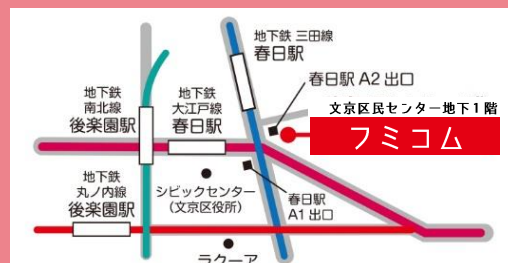 地下鉄 三田線
春日駅
春日駅 A2 出口
文京区民センター地下1階
フミコム
地下鉄
南北線
後楽園駅
地下鉄
大江戸線
春日駅
地下鉄
丸ノ内線
後楽園駅
シビックセンター
(文京区役所)
春日駅
A1 出口
ラクーア